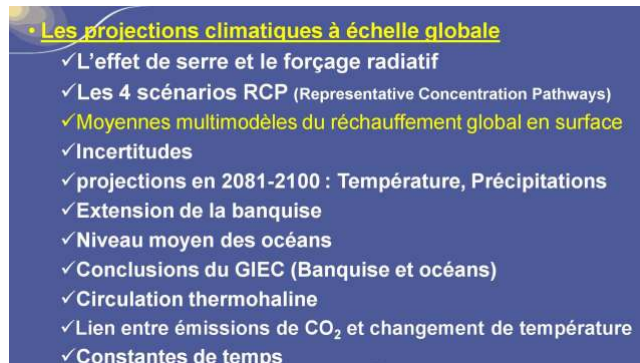 • Les projections climatiques à échelle globale
✓L'effet de serre et le forçage radiatif
✓Les 4 scénarios RCP (Representative Concentration Pathways)
✓Moyennes multimodèles du réchauffement global en surface
✓Incertitudes
✓projections en 2081-2100 : Température, Précipitations
✓Extension de la banquise
✓Niveau moyen des océans
✓Conclusions du GIEC (Banquise et océans)
✓Circulation thermohaline
✓Lien entre émissions de CO₂ et changement de température
✓Constantes de temps